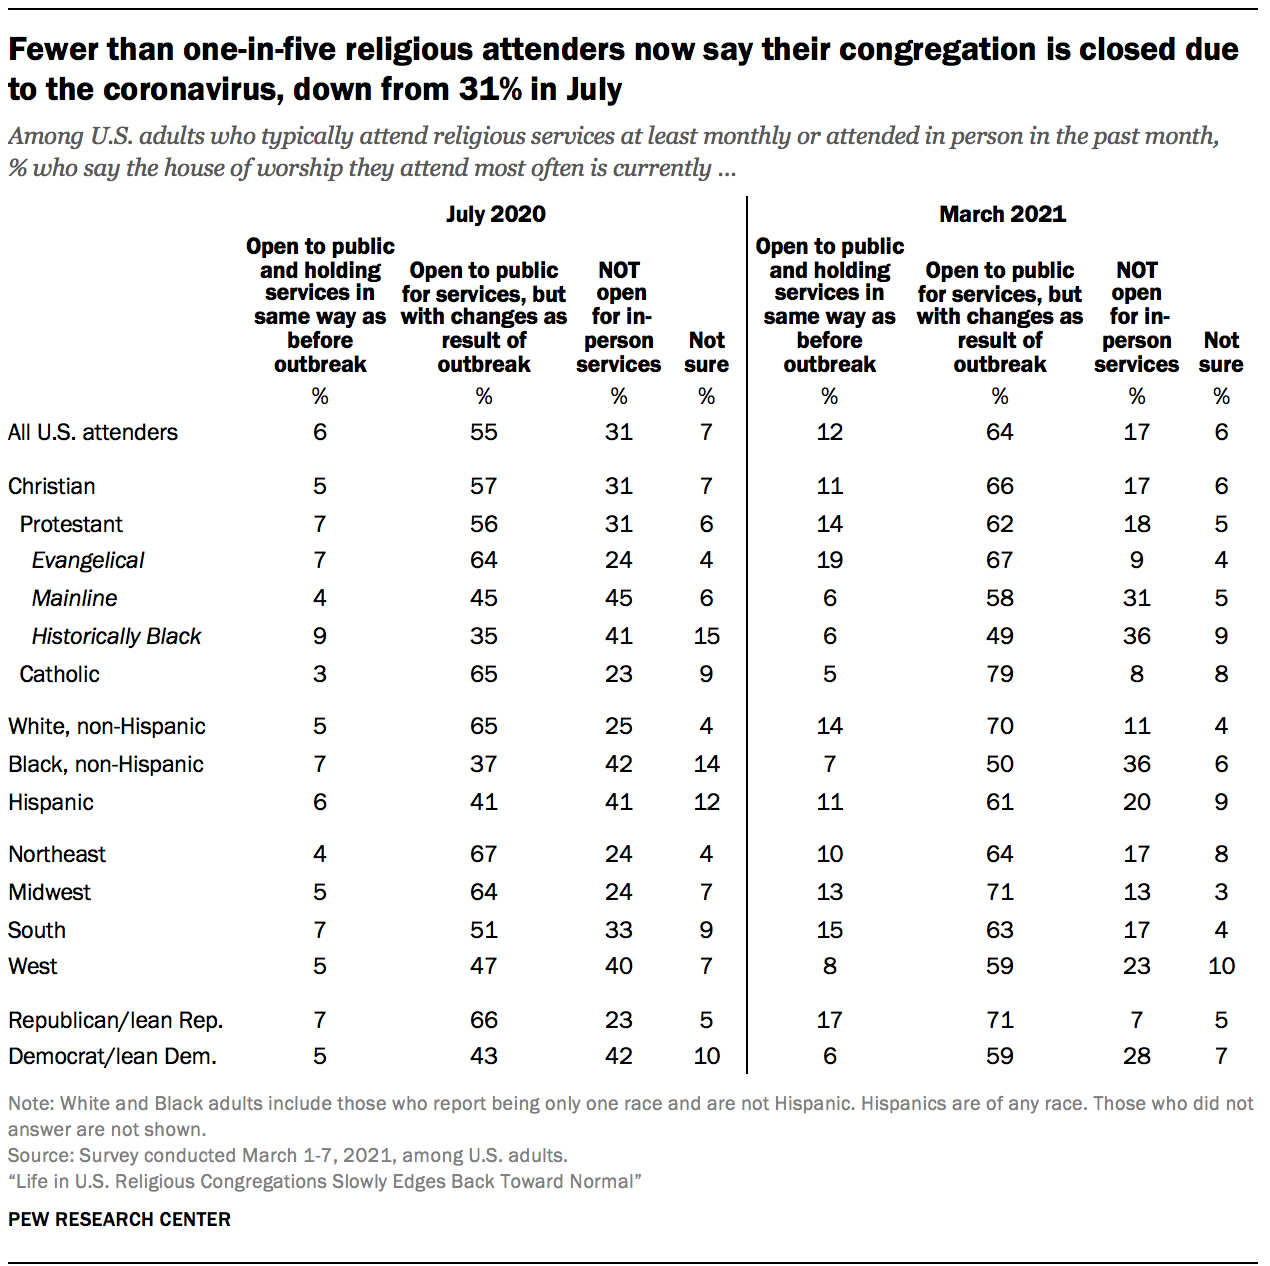 Fewer than one-in-five religious attenders now say their congregation is closed due
to the coronavirus, down from 31% in July
Among U.S. adults who typically attend religious services at least monthly or attended in person in the past month,
% who say the house of worship they attend most often is currently ...
July 2020 March 2021
Open to public Open to public
and holding Open to public NOT and holding Open to public NOT
services in for services, but open services in for services, but open
same way as with changes as for in- same way as with changes as for in-
before result of person Not before result of person Not
outbreak outbreak services sure outbreak outbreak services sure
% % % % % % % %
All U.S. attenders 6 55 31 7 12 64 17 6
Christian 5 57 31 7 11 66 17 6
Protestant 7 56 31 6 14 62 18 5
Evangelical 7 64 24 4 19 67 9 4
Mainline 4 45 45 6 6 58 31 5
Historically Black 9 35 41 15 6 49 36 9
Catholic 3 65 23 9 5 79 8 8
White, non-Hispanic 5 65 25 4 14 70 11 4
Black, non-Hispanic 7 37 42 14 7 50 36 6
Hispanic 6 41 41 12 11 61 20 9
Northeast 4 67 24 4 10 64 17 8
Midwest 5 64 24 7 13 71 13 3
South 7 51 33 9 15 63 17 4
West 5 47 40 7 8 59 23 10
Republican/lean Rep. 7 66 23 5 17 71 7 5
Democrat/lean Dem. 5 43 42 10 6 59 28 7
Note: White and Black adults include those who report being only one race and are not Hispanic. Hispanics are of any race. Those who did not
answer are not shown.
Source: Survey conducted March 1-7, 2021, among U.S. adults.
“Life in U.S. Religious Congregations Slowly Edges Back Toward Normal”
PEW RESEARCH CENTER